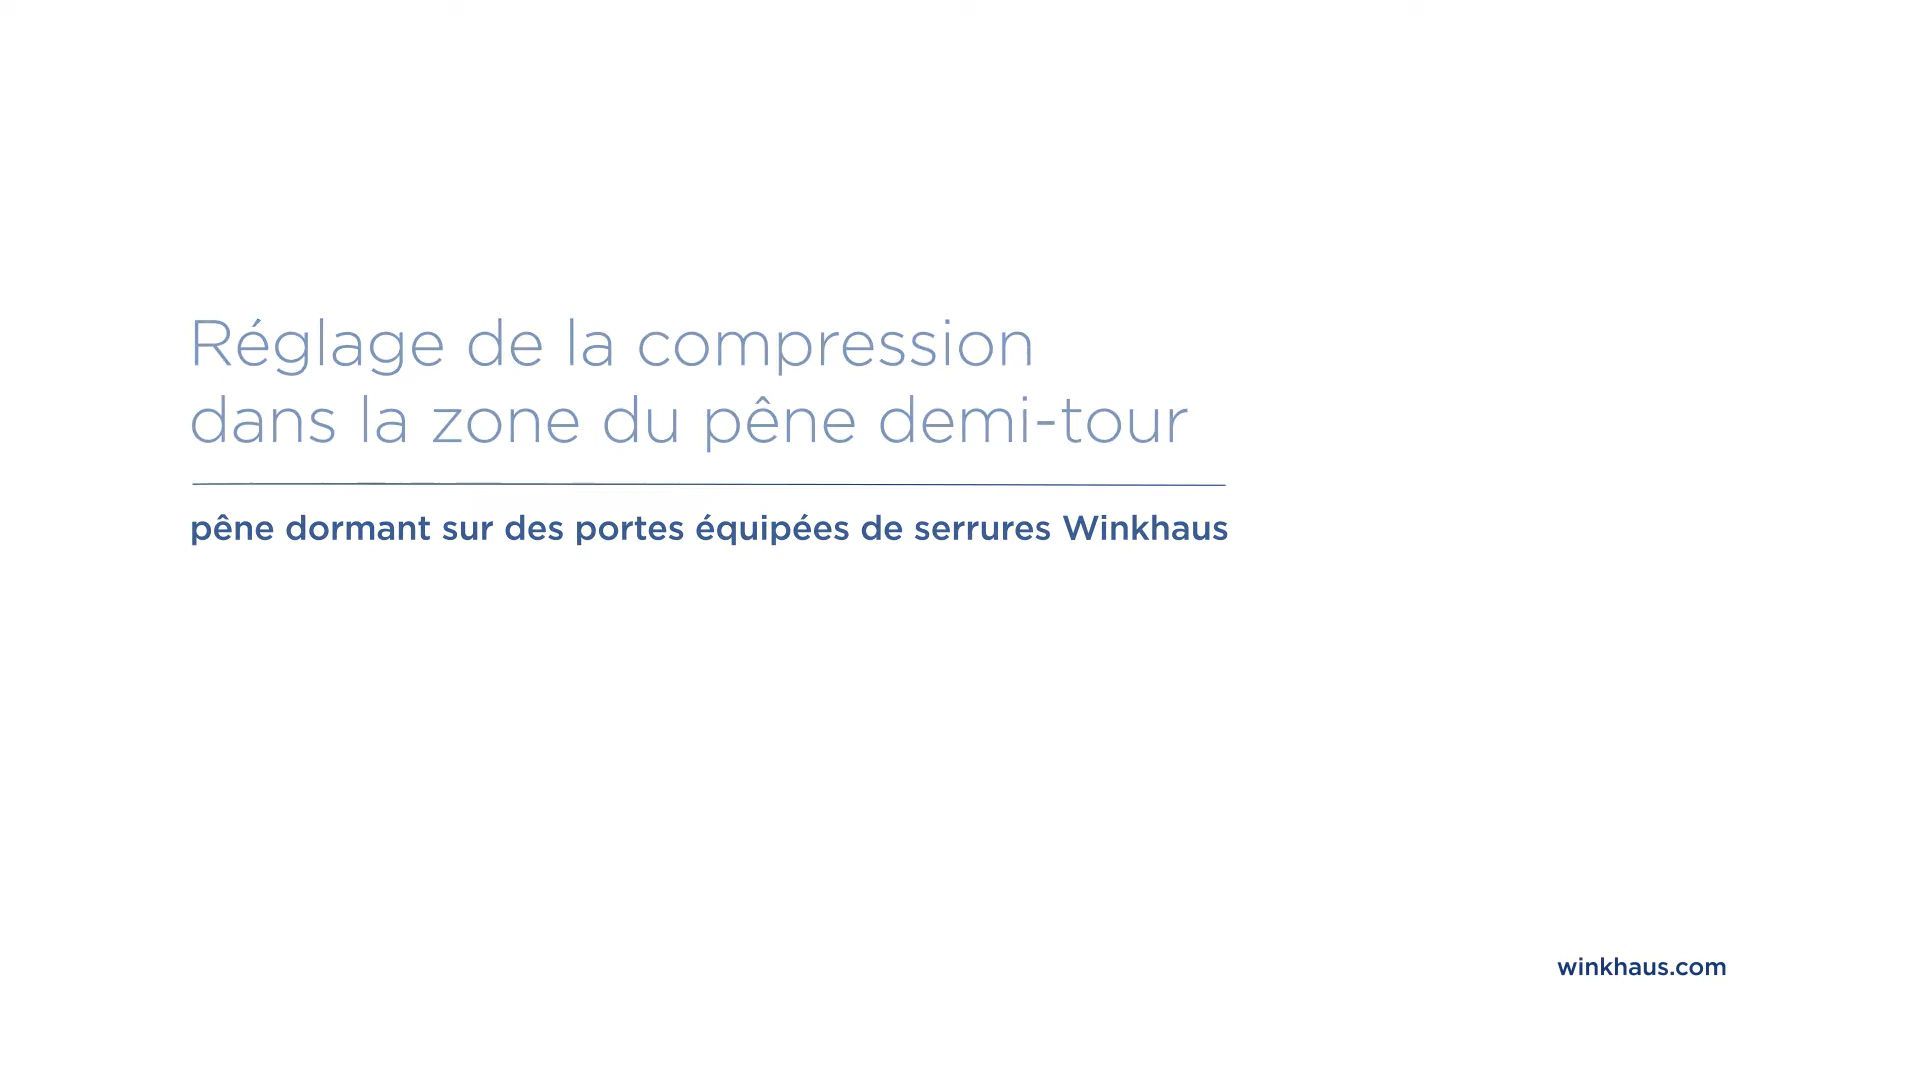 Réglage de la compression
dans la zone du pêne demi-tour
pêne dormant sur des portes équipées de serrures Winkhaus
winkhaus.com